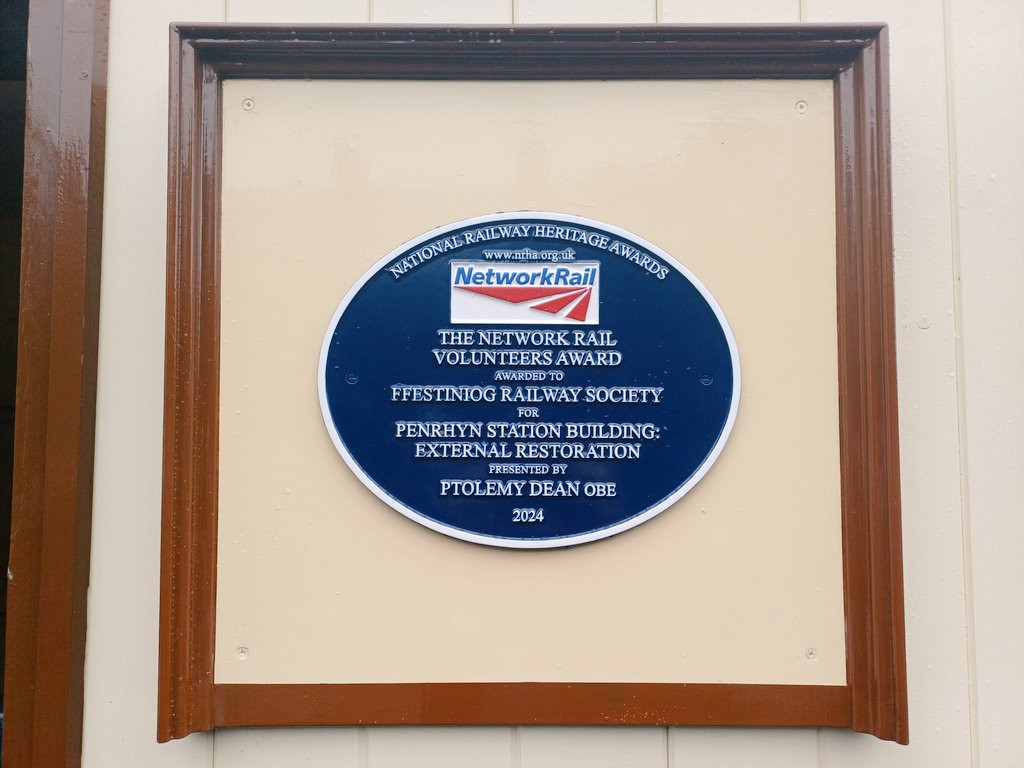 NATIONAL RAILWAY HERITAGE AWARDS
www.nrha.org.uk
NetworkRail
THE NETWORK RAIL
VOLUNTEERS AWARD
AWARDED TO
FFESTINIOG RAILWAY SOCIETY
FOR
PENRHYN STATION BUILDING:
EXTERNAL RESTORATION
PRESENTED BY
PTOLEMY DEAN OBE
2024